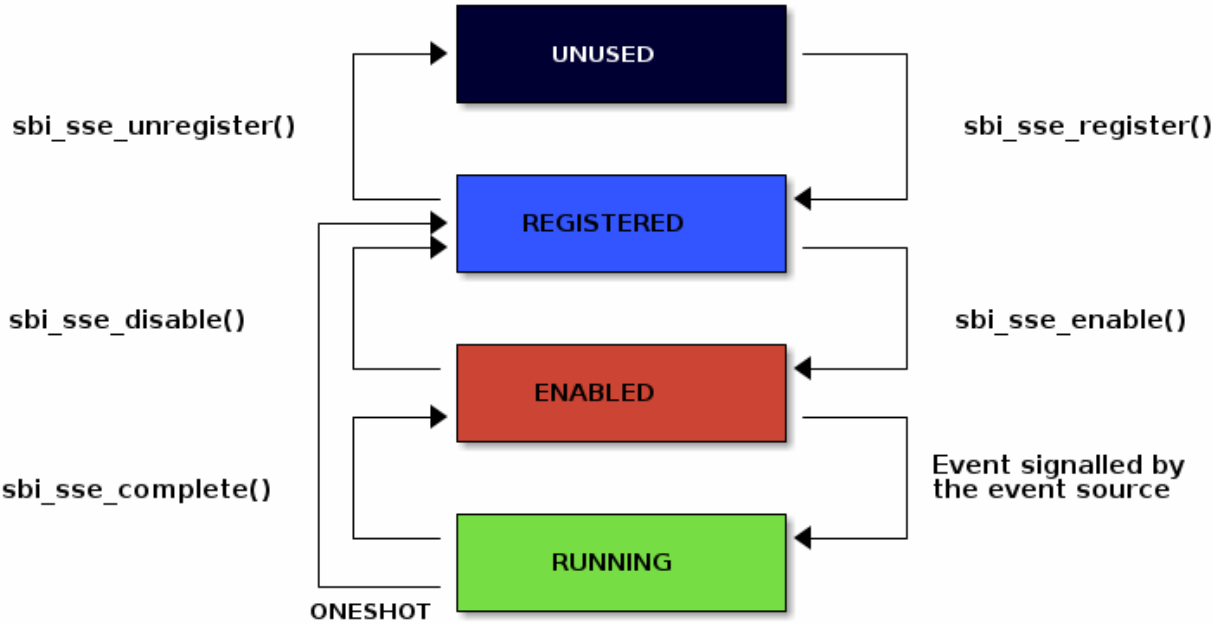 UNUSED
sbi_sse_unregister()
sbi_sse_register()
REGISTERED
sbi_sse_disable()
sbi_sse_enable()
ENABLED
sbi_sse_complete()
Event signalled by
the event source
RUNNING
ONESHOT